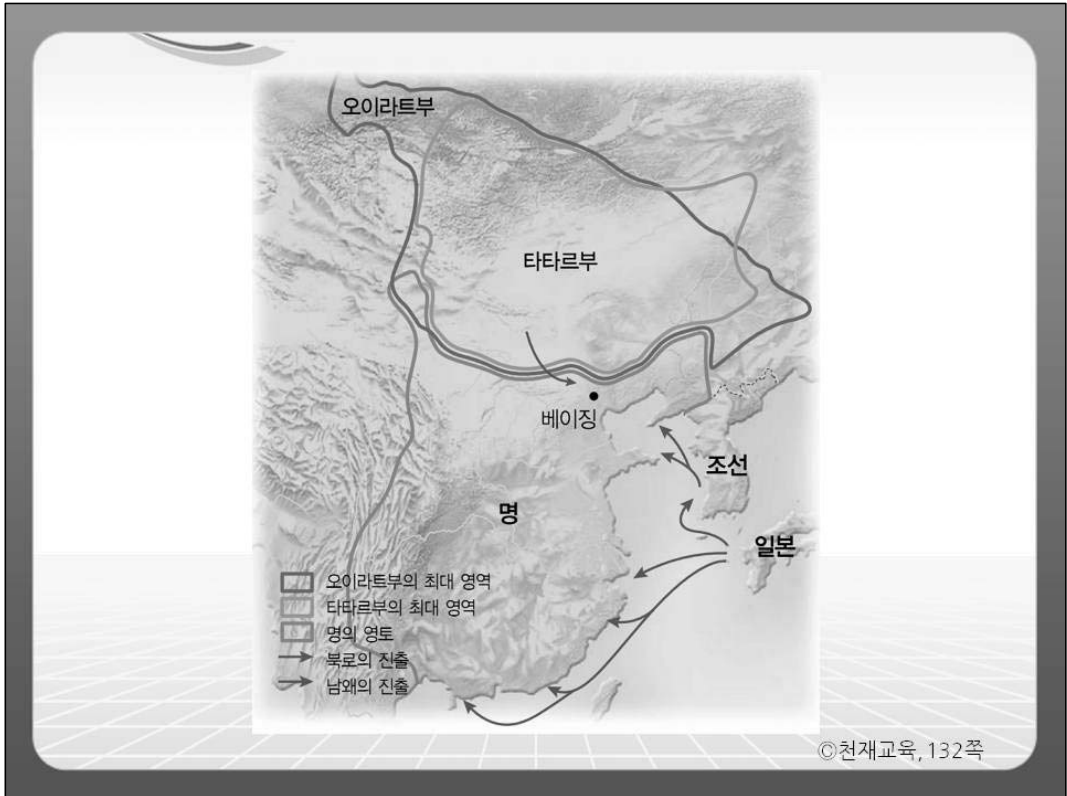 오이라트부
타타르부
베이징
조선
명
일본
오이라트부의 최대 영역
타타르부의 최대 영역
명의 영토
북로의 진출
남왜의 진출
©천재교육, 132쪽